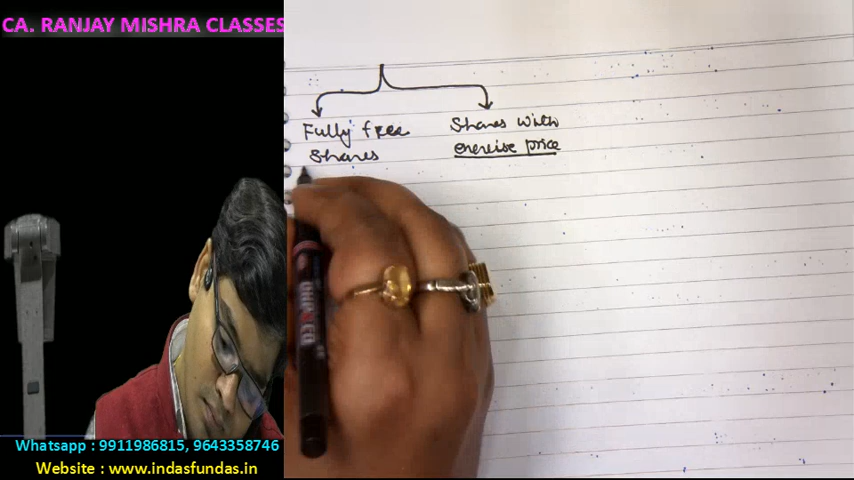 CA. RANJAY MISHRA CLASSES
Fully free
Shares
Shares with
exercise price
Whatsapp : 9911986815, 9643358746
Website : www.indasfundas.in